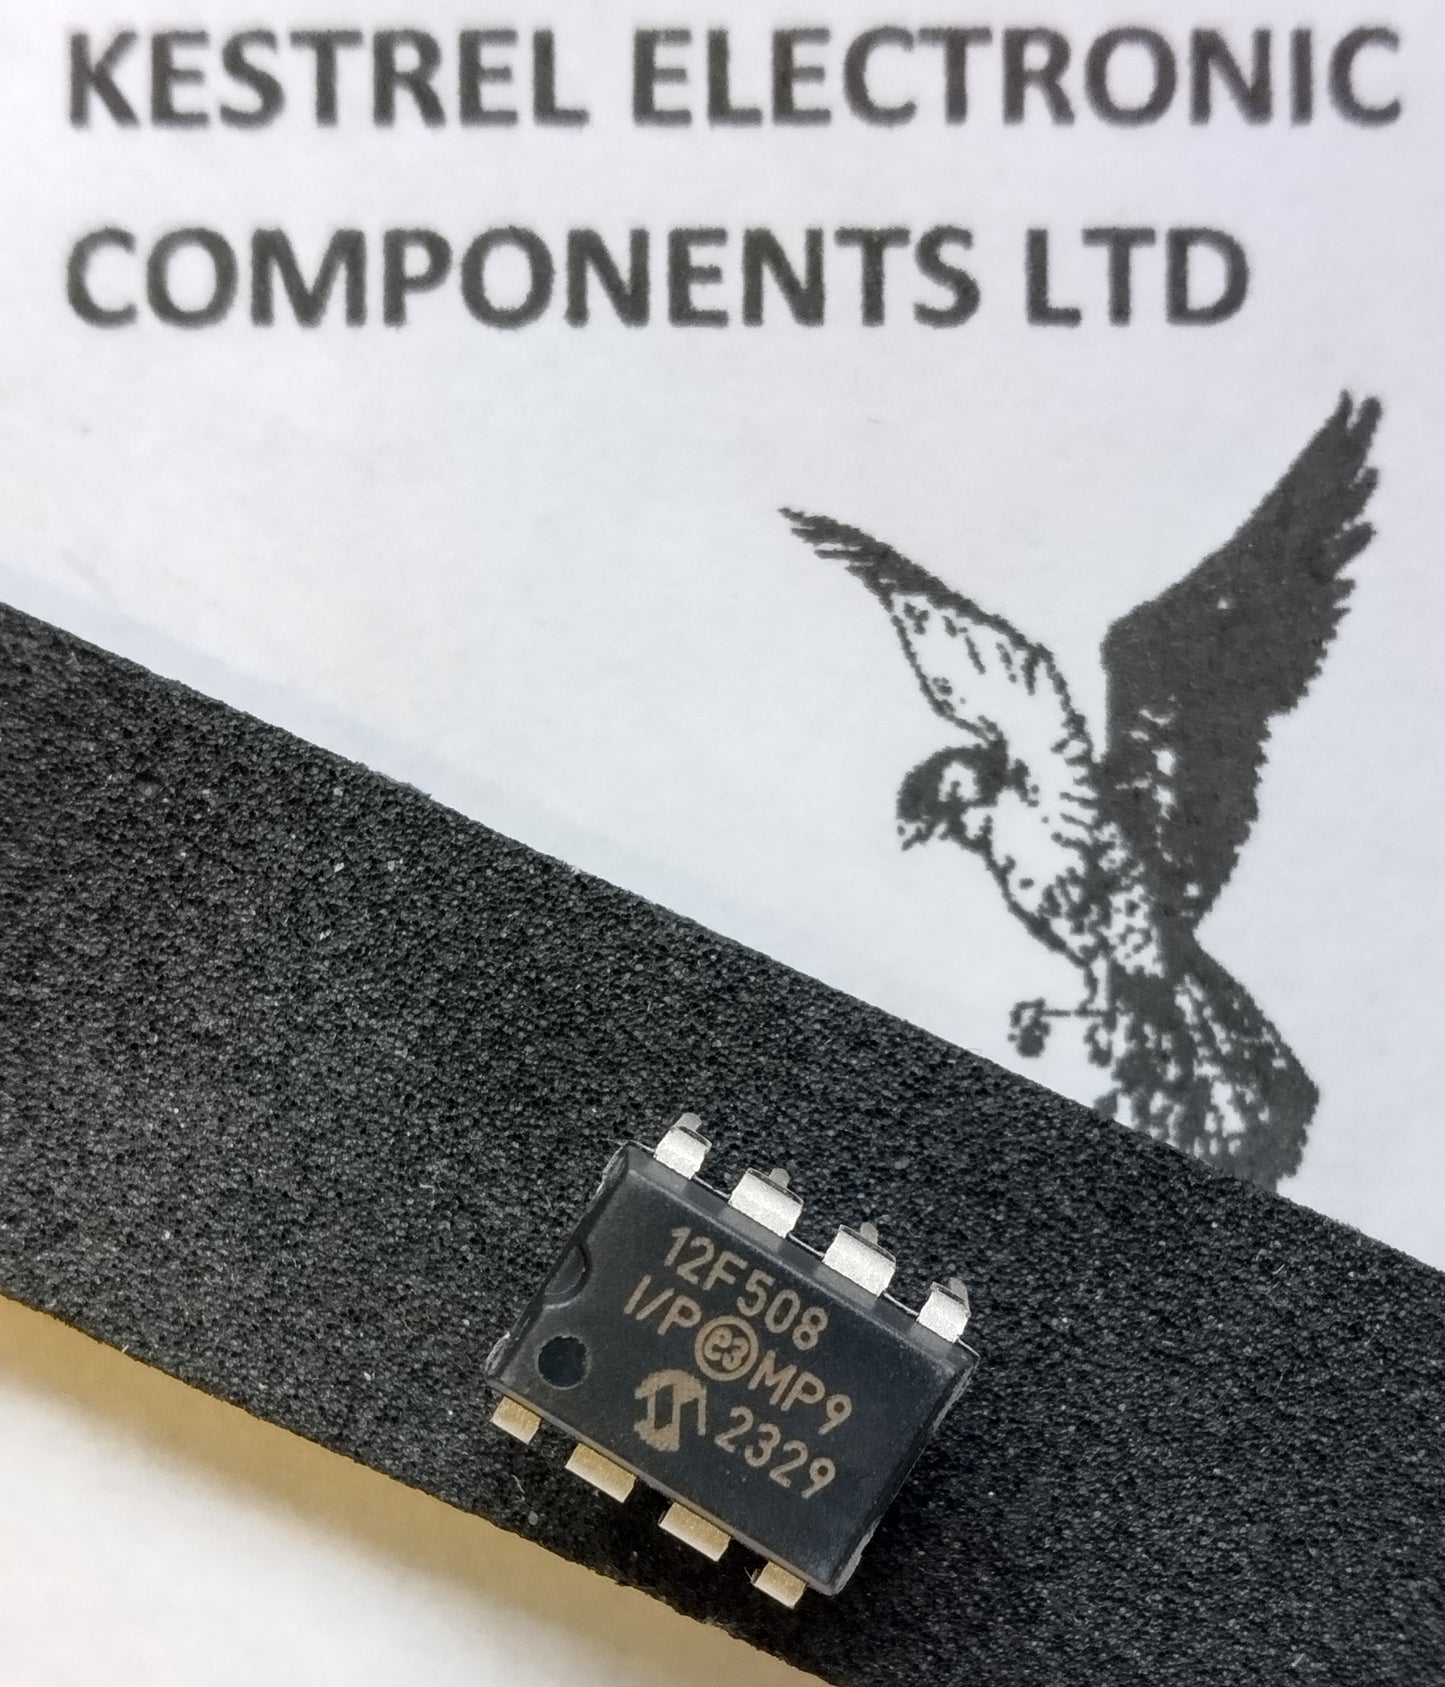 KESTREL ELECTRONIC
COMPONENTS LTD
12F508
I/P e3 MP9
2329